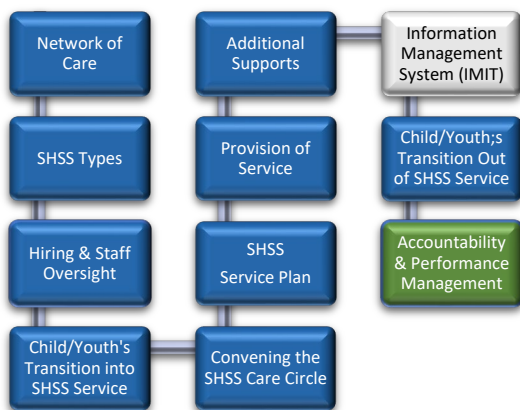 Network of
Care
SHSS Types
Hiring & Staff
Oversight
Child/Youth's
Transition into
SHSS Service
Convening the
SHSS Care Circle
SHSS
Service Plan
Provision of
Service
Additional
Supports
Information
Management
System (IMIT)
Child/Youth;s
Transition Out
of SHSS Service
Accountability
& Performance
Management